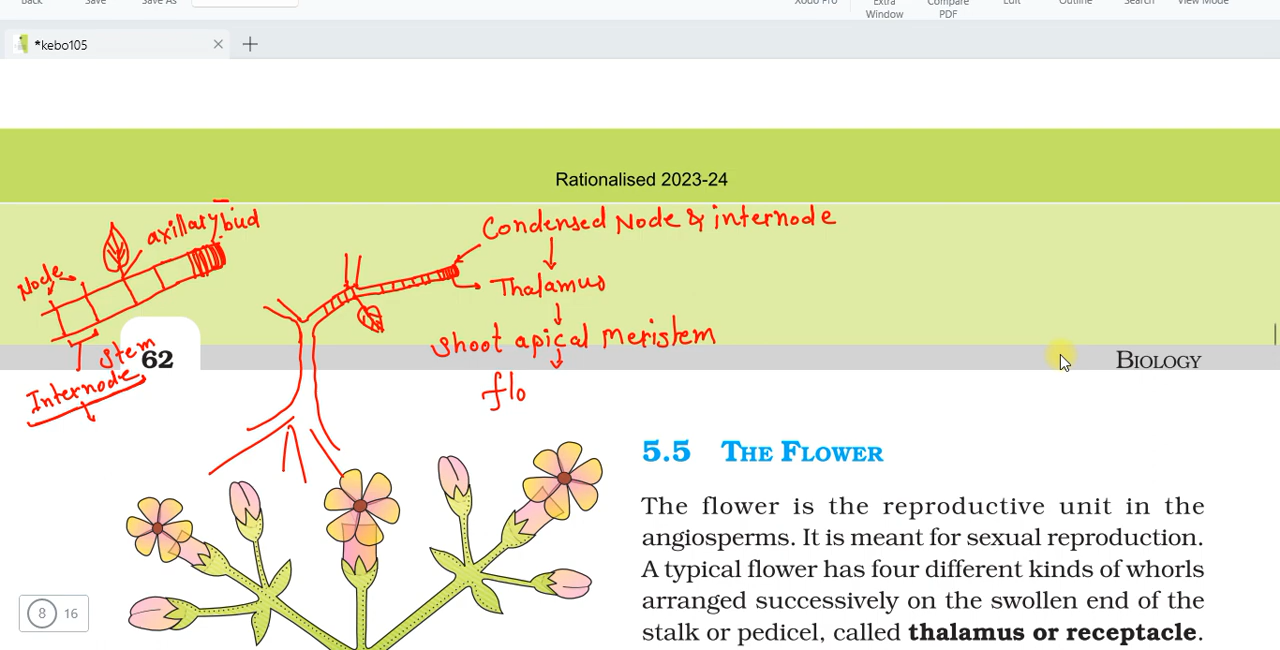 Back Save Save As Xodo Pro Extra Window Compare PDF Edit Outline Search View Mode
*kebo105
Rationalised 2023-24
axillary bud
Node
Condensed Node & internode
Thalamus
Shoot apical Meristem
Stem
Internode
flo
62
BIOLOGY
5.5 THE FLOWER
The flower is the reproductive unit in the
angiosperms. It is meant for sexual reproduction.
A typical flower has four different kinds of whorls
arranged successively on the swollen end of the
stalk or pedicel, called thalamus or receptacle.
8 16